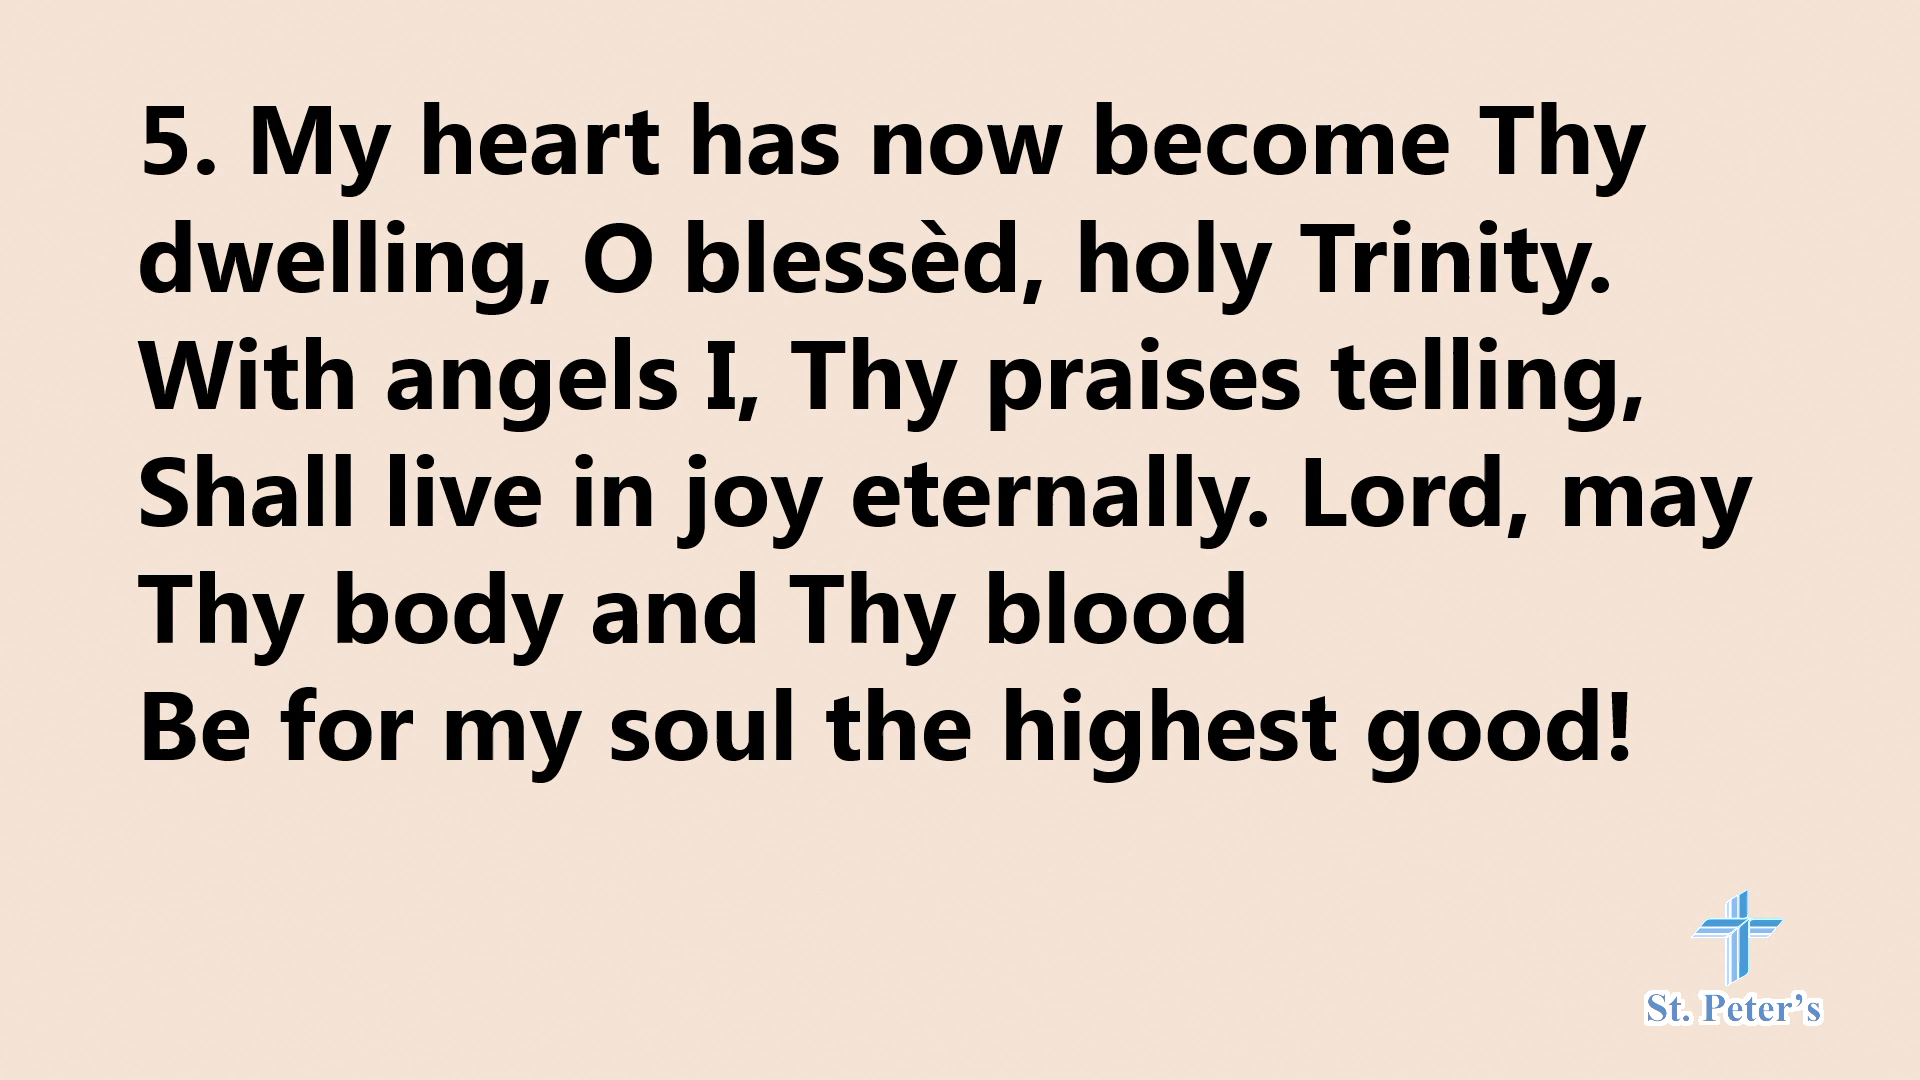 5. My heart has now become Thy
dwelling, O blessèd, holy Trinity.
With angels I, Thy praises telling,
Shall live in joy eternally. Lord, may
Thy body and Thy blood
Be for my soul the highest good!
St. Peter’s